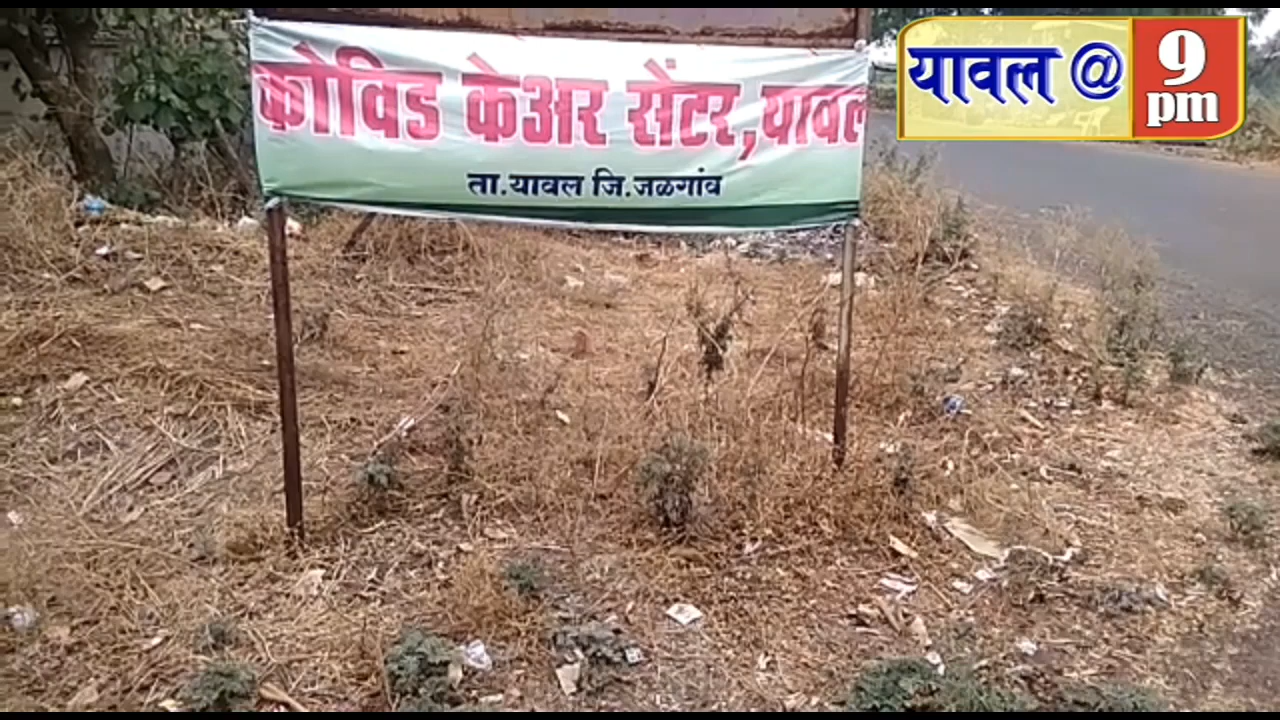 कोविड केअर सेंटर,यावल
ता.यावल जि.जळगांव
यावल @ 9 pm